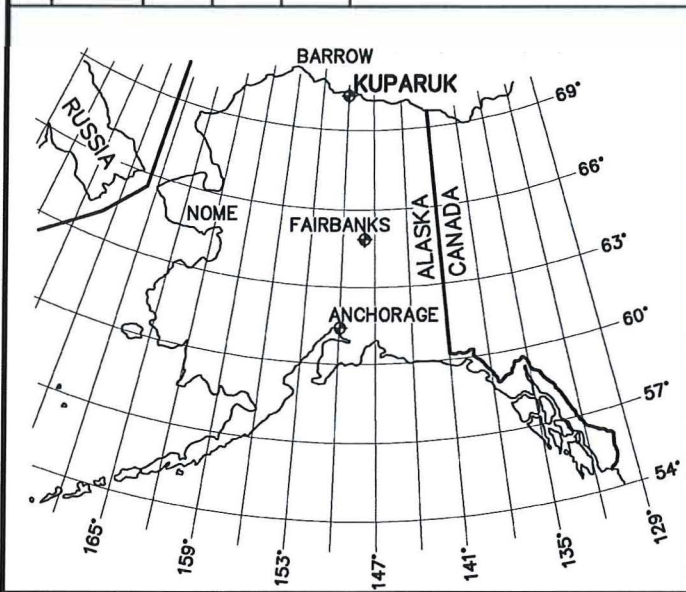 BARROW
KUPARUK
69°
RUSSIA
66°
NOME
FAIRBANKS
ALASKA
CANADA
63°
ANCHORAGE
60°
57°
54°
165°
159°
153°
147°
141°
135°
129°